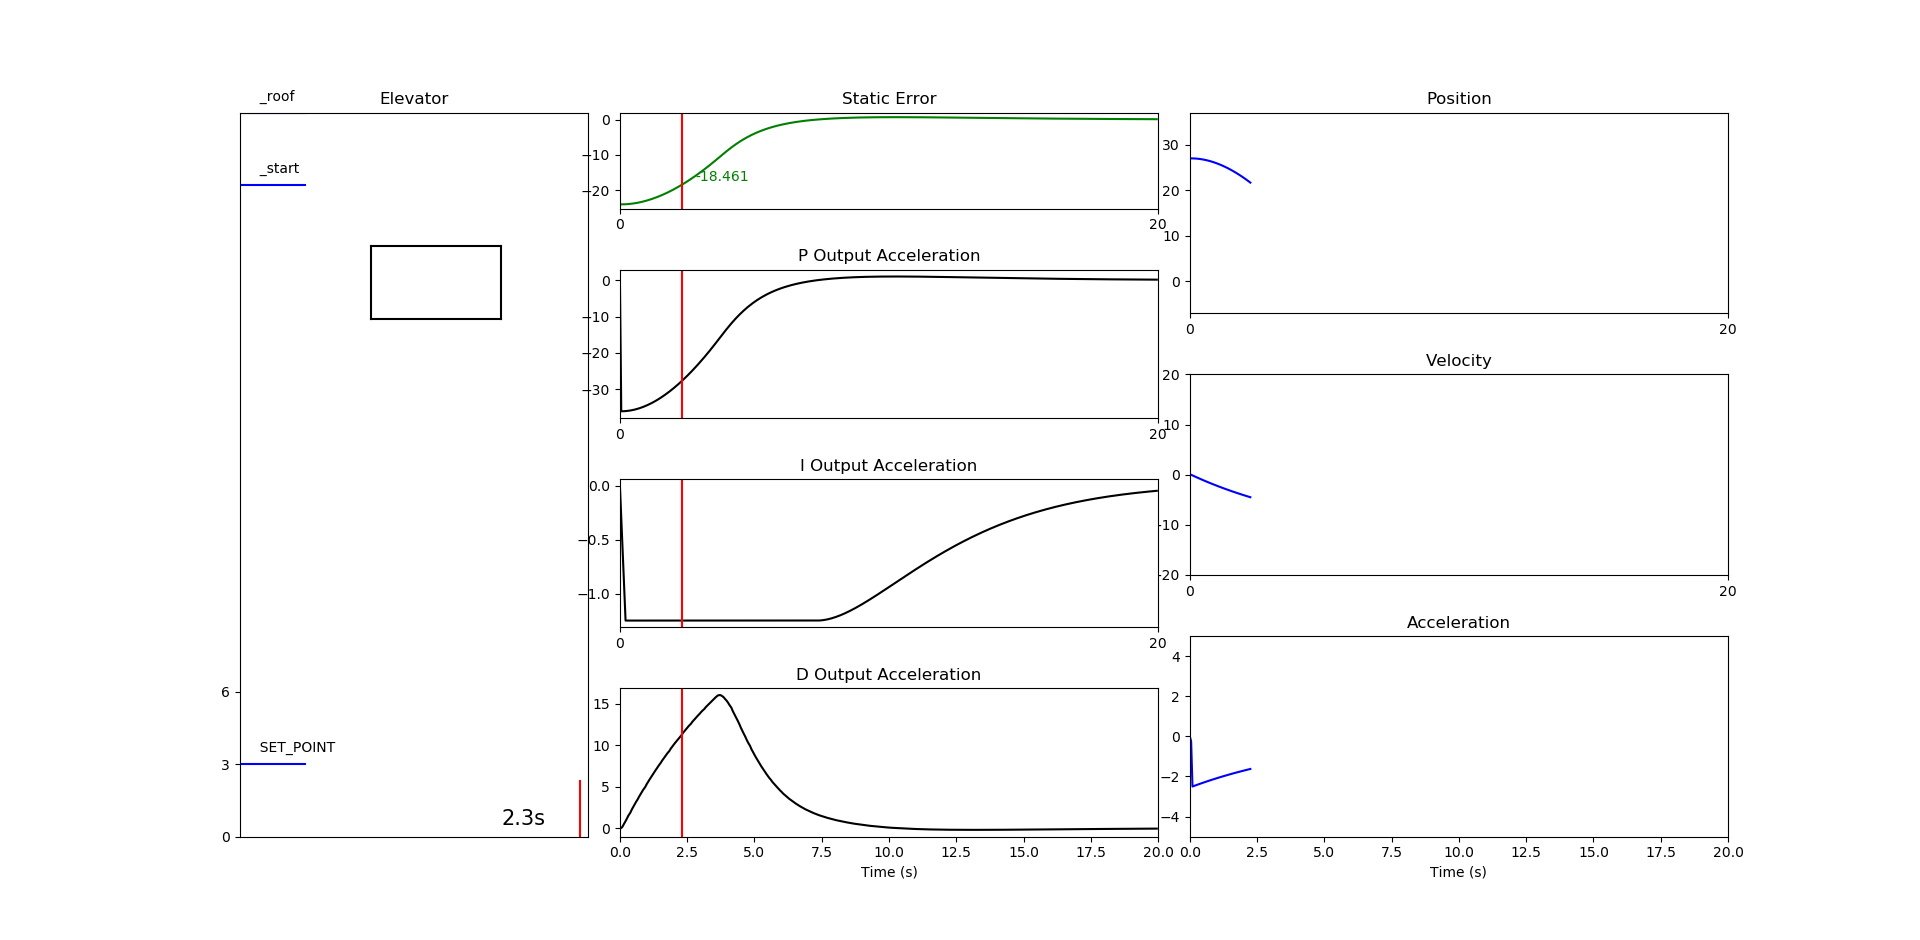 _roof
Elevator
_start
6
SET_POINT
3
2.3s
0
Static Error
0
−10
−20
-18.461
0 20
P Output Acceleration
0
−10
−20
−30
0 20
I Output Acceleration
0.0
−0.5
−1.0
0 20
D Output Acceleration
15
10
5
0
0.0 2.5 5.0 7.5 10.0 12.5 15.0 17.5 20.0
Time (s)
Position
30
20
10
0
0 20
Velocity
20
10
0
-10
-20
0 20
Acceleration
4
2
0
−2
−4
0.0 2.5 5.0 7.5 10.0 12.5 15.0 17.5 20.0
Time (s)